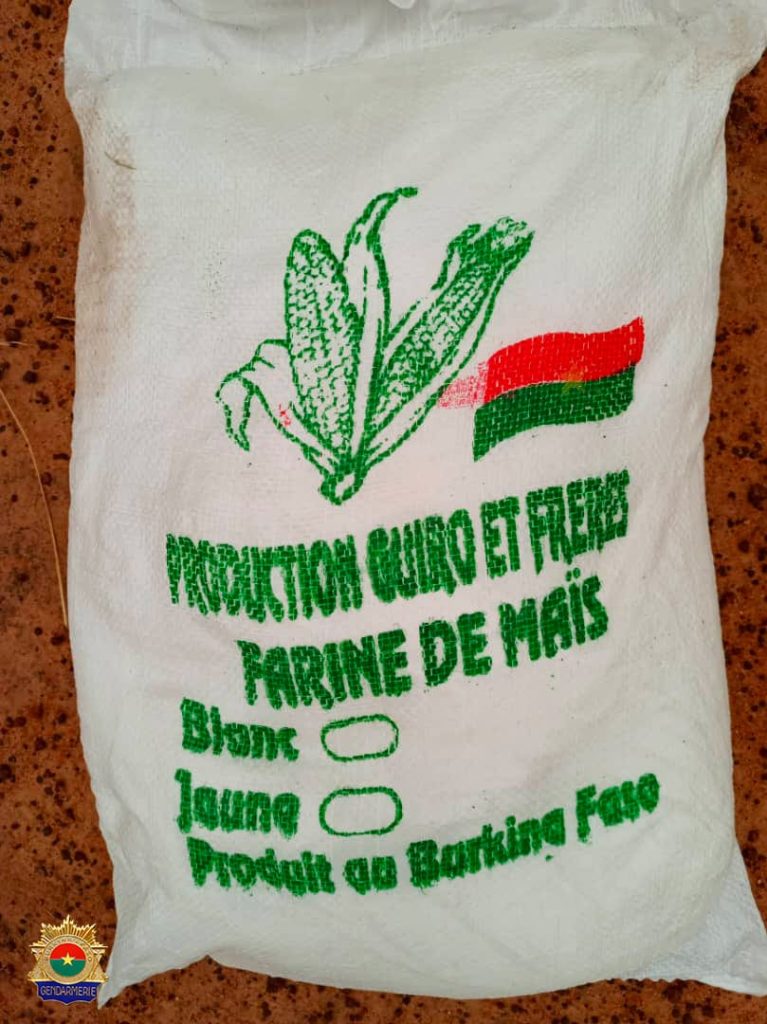 PRODUCTION GUIRO ET FRERES
FARINE DE MAÏS
Blanc
Jaune
Produit au Burkina Faso
GENDARMERIE